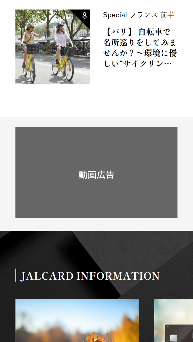 Special フランス 前半
【パリ】 自転車で
名所巡りをしてみま
せんか？～環境に優
しい“サイクリン…
動画広告
JALCARD INFORMATION